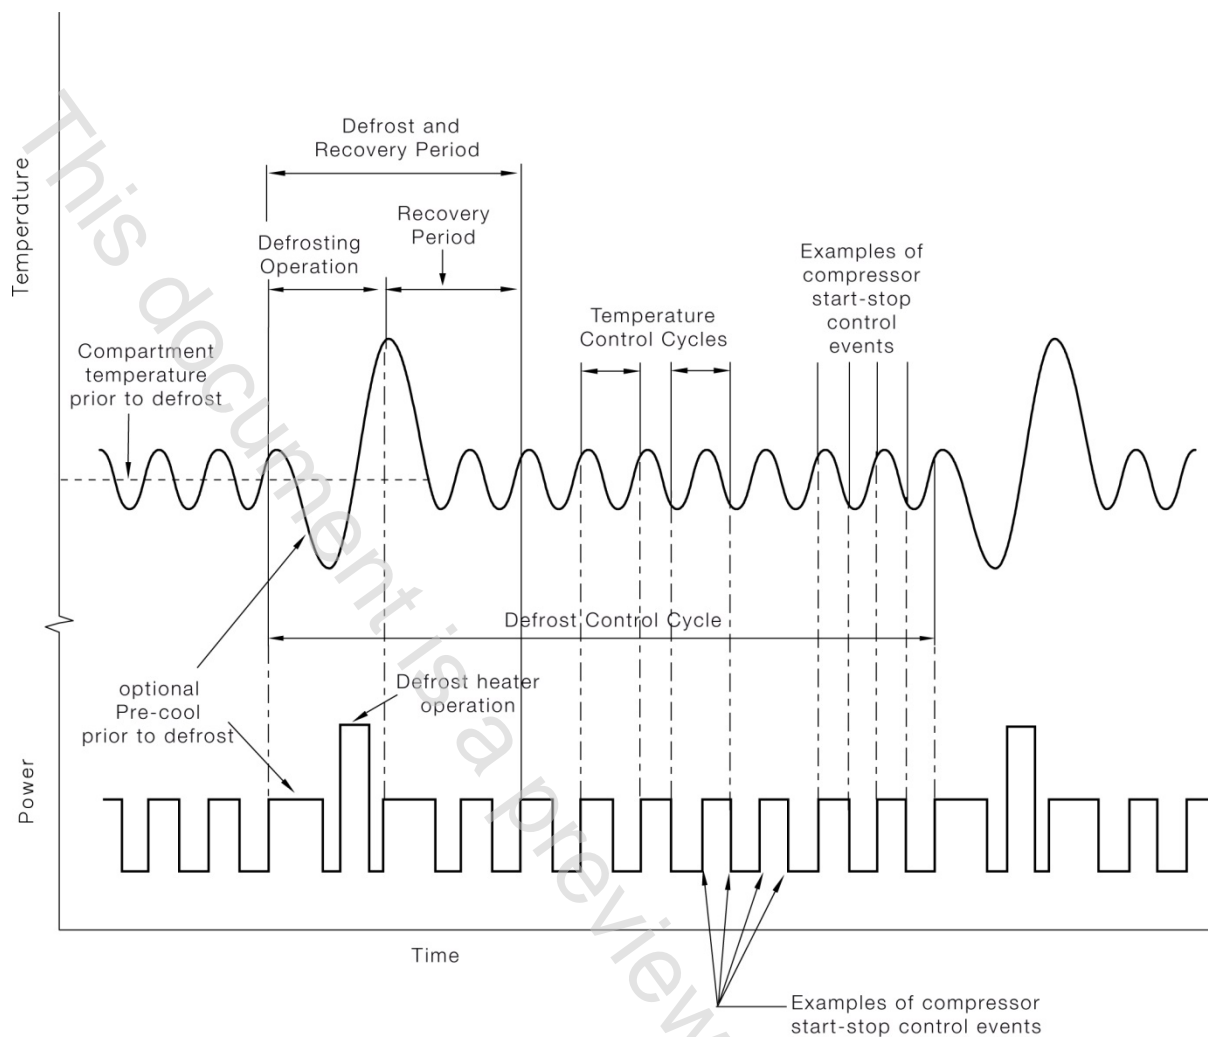 Defrost and
Recovery Period
Recovery
Period
Defrosting
Operation
Examples of
compressor
start-stop
control
events
Temperature
Control Cycles
Compartment
temperature
prior to defrost
Temperature
Defrost Control Cycle
optional
Pre-cool
prior to defrost
Defrost heater
operation
Power
Time
Examples of compressor
start-stop control events
This document is a preview